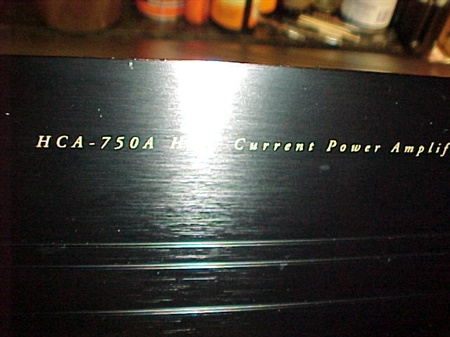 HCA-750A Current Power Amplif